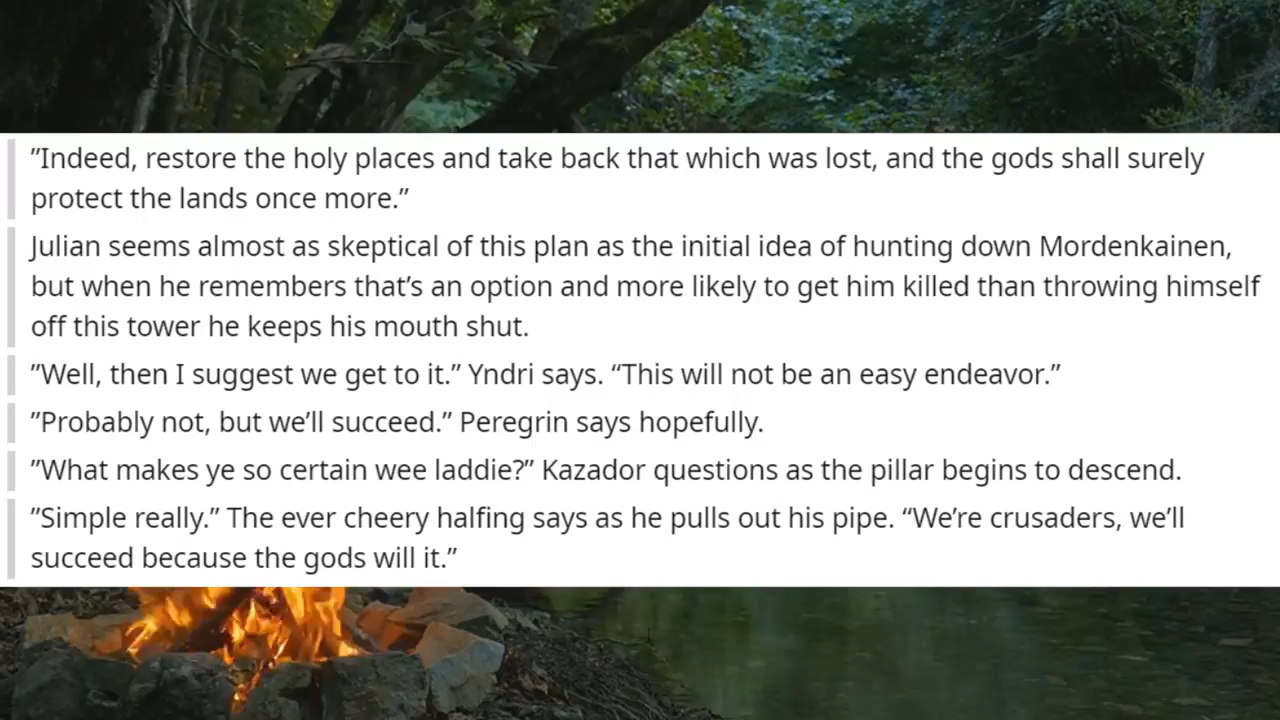 ”Indeed, restore the holy places and take back that which was lost, and the gods shall surely
protect the lands once more.”
Julian seems almost as skeptical of this plan as the initial idea of hunting down Mordenkainen,
but when he remembers that’s an option and more likely to get him killed than throwing himself
off this tower he keeps his mouth shut.
”Well, then I suggest we get to it.” Yndri says. “This will not be an easy endeavor.”
”Probably not, but we’ll succeed.” Peregrin says hopefully.
”What makes ye so certain wee laddie?” Kazador questions as the pillar begins to descend.
”Simple really.” The ever cheery halfing says as he pulls out his pipe. “We’re crusaders, we’ll
succeed because the gods will it.”